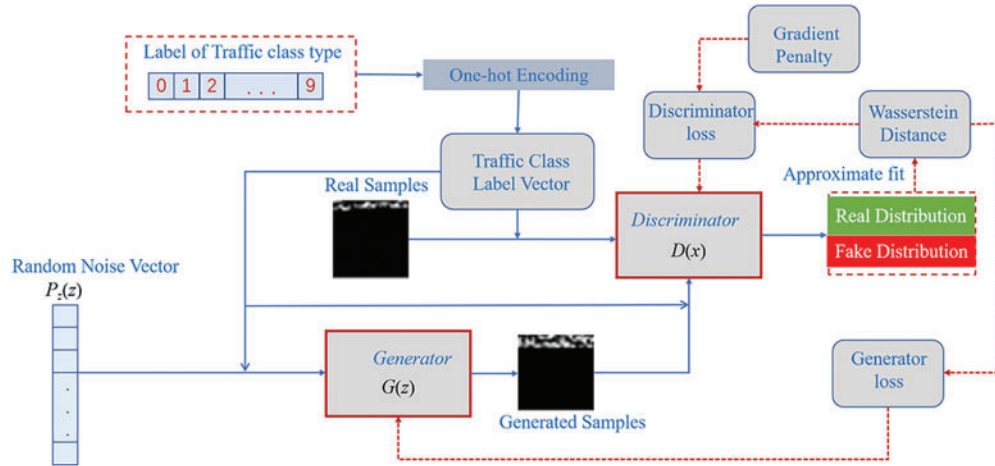 Label of Traffic class type
0 1 2 . . . 9
One-hot Encoding
Gradient
Penalty
Discriminator
loss
Wasserstein
Distance
Traffic Class
Label Vector
Real Samples
Approximate fit
Discriminator
D(x)
Real Distribution
Fake Distribution
Random Noise Vector
Pz(z)
.
.
.
Generator
G(z)
Generated Samples
Generator
loss